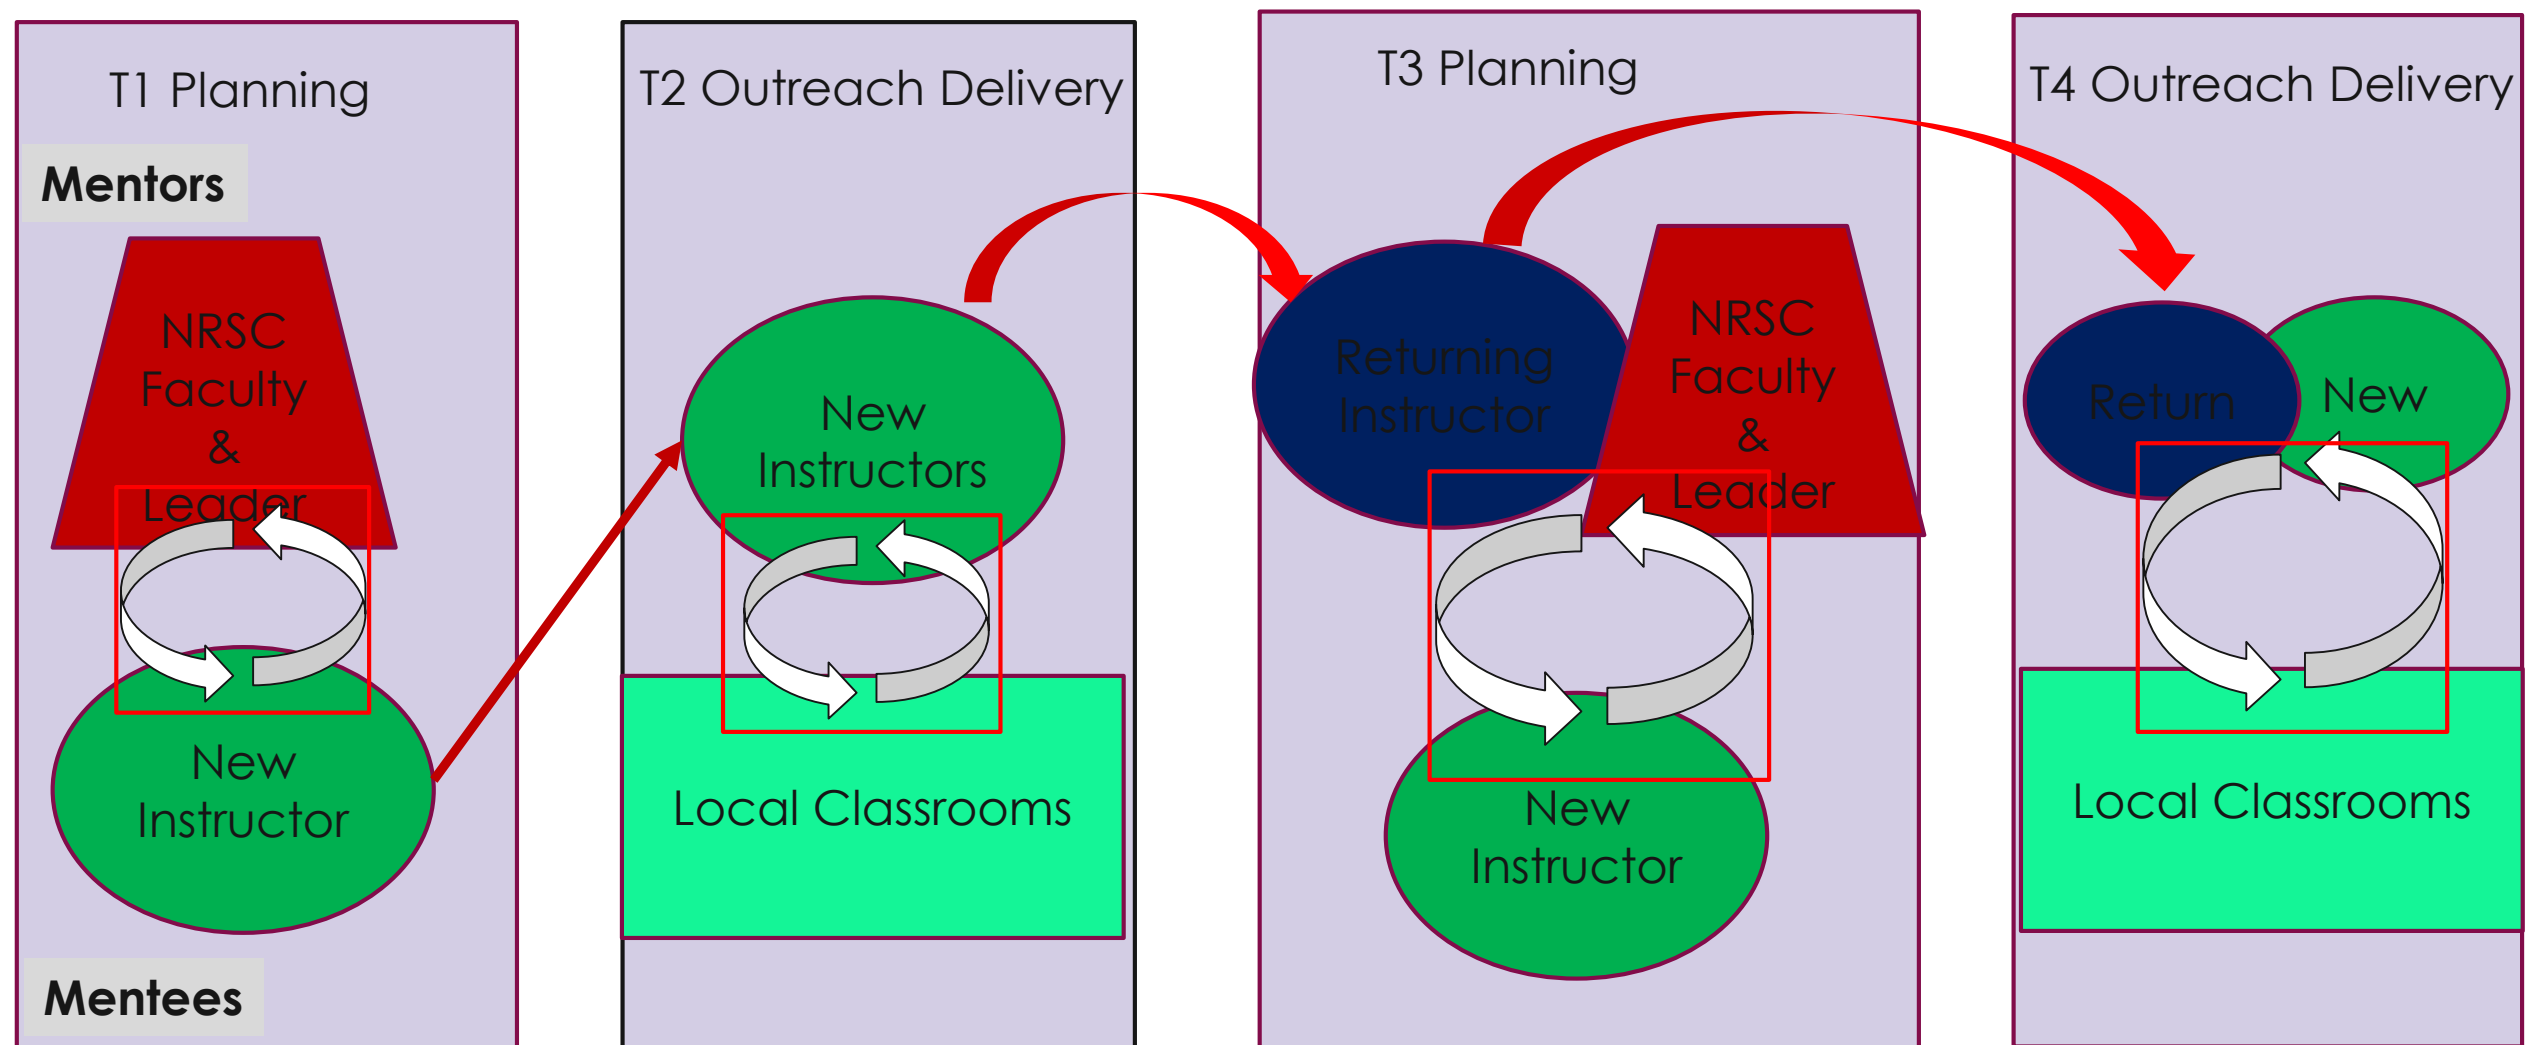 T1 Planning
Mentors
NRSC
Faculty
&
Leader
New
Instructor
Mentees
T2 Outreach Delivery
New
Instructors
Local Classrooms
T3 Planning
Returning
Instructor
NRSC
Faculty
&
Leader
New
Instructor
T4 Outreach Delivery
Return
New
Local Classrooms